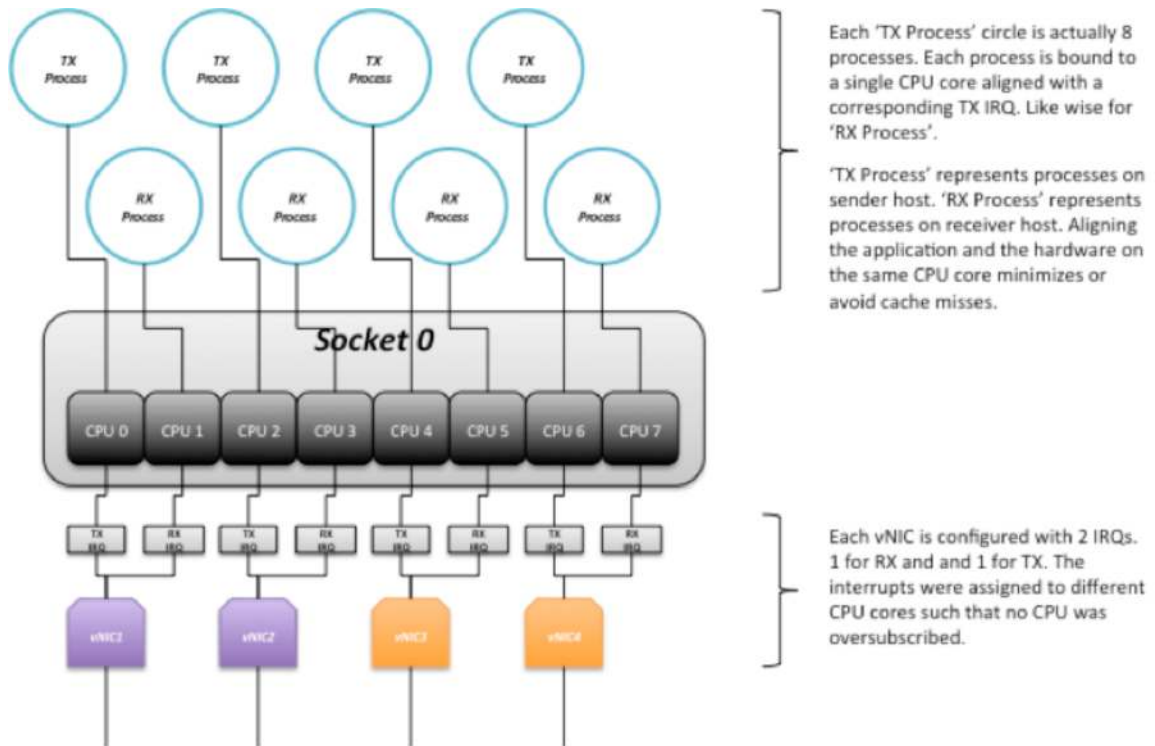 TX
Process
TX
Process
TX
Process
TX
Process
RX
Process
RX
Process
RX
Process
RX
Process
Socket 0
CPU 0
CPU 1
CPU 2
CPU 3
CPU 4
CPU 5
CPU 6
CPU 7
TX
IRQ
RX
IRQ
TX
IRQ
RX
IRQ
TX
IRQ
RX
IRQ
TX
IRQ
RX
IRQ
vNIC1
vNIC2
vNIC3
vNIC4
Each ‘TX Process’ circle is actually 8
processes. Each process is bound to
a single CPU core aligned with a
corresponding TX IRQ. Like wise for
‘RX Process’.
‘TX Process’ represents processes on
sender host. ‘RX Process’ represents
processes on receiver host. Aligning
the application and the hardware on
the same CPU core minimizes or
avoid cache misses.
Each vNIC is configured with 2 IRQs.
1 for RX and and 1 for TX. The
interrupts were assigned to different
CPU cores such that no CPU was
oversubscribed.